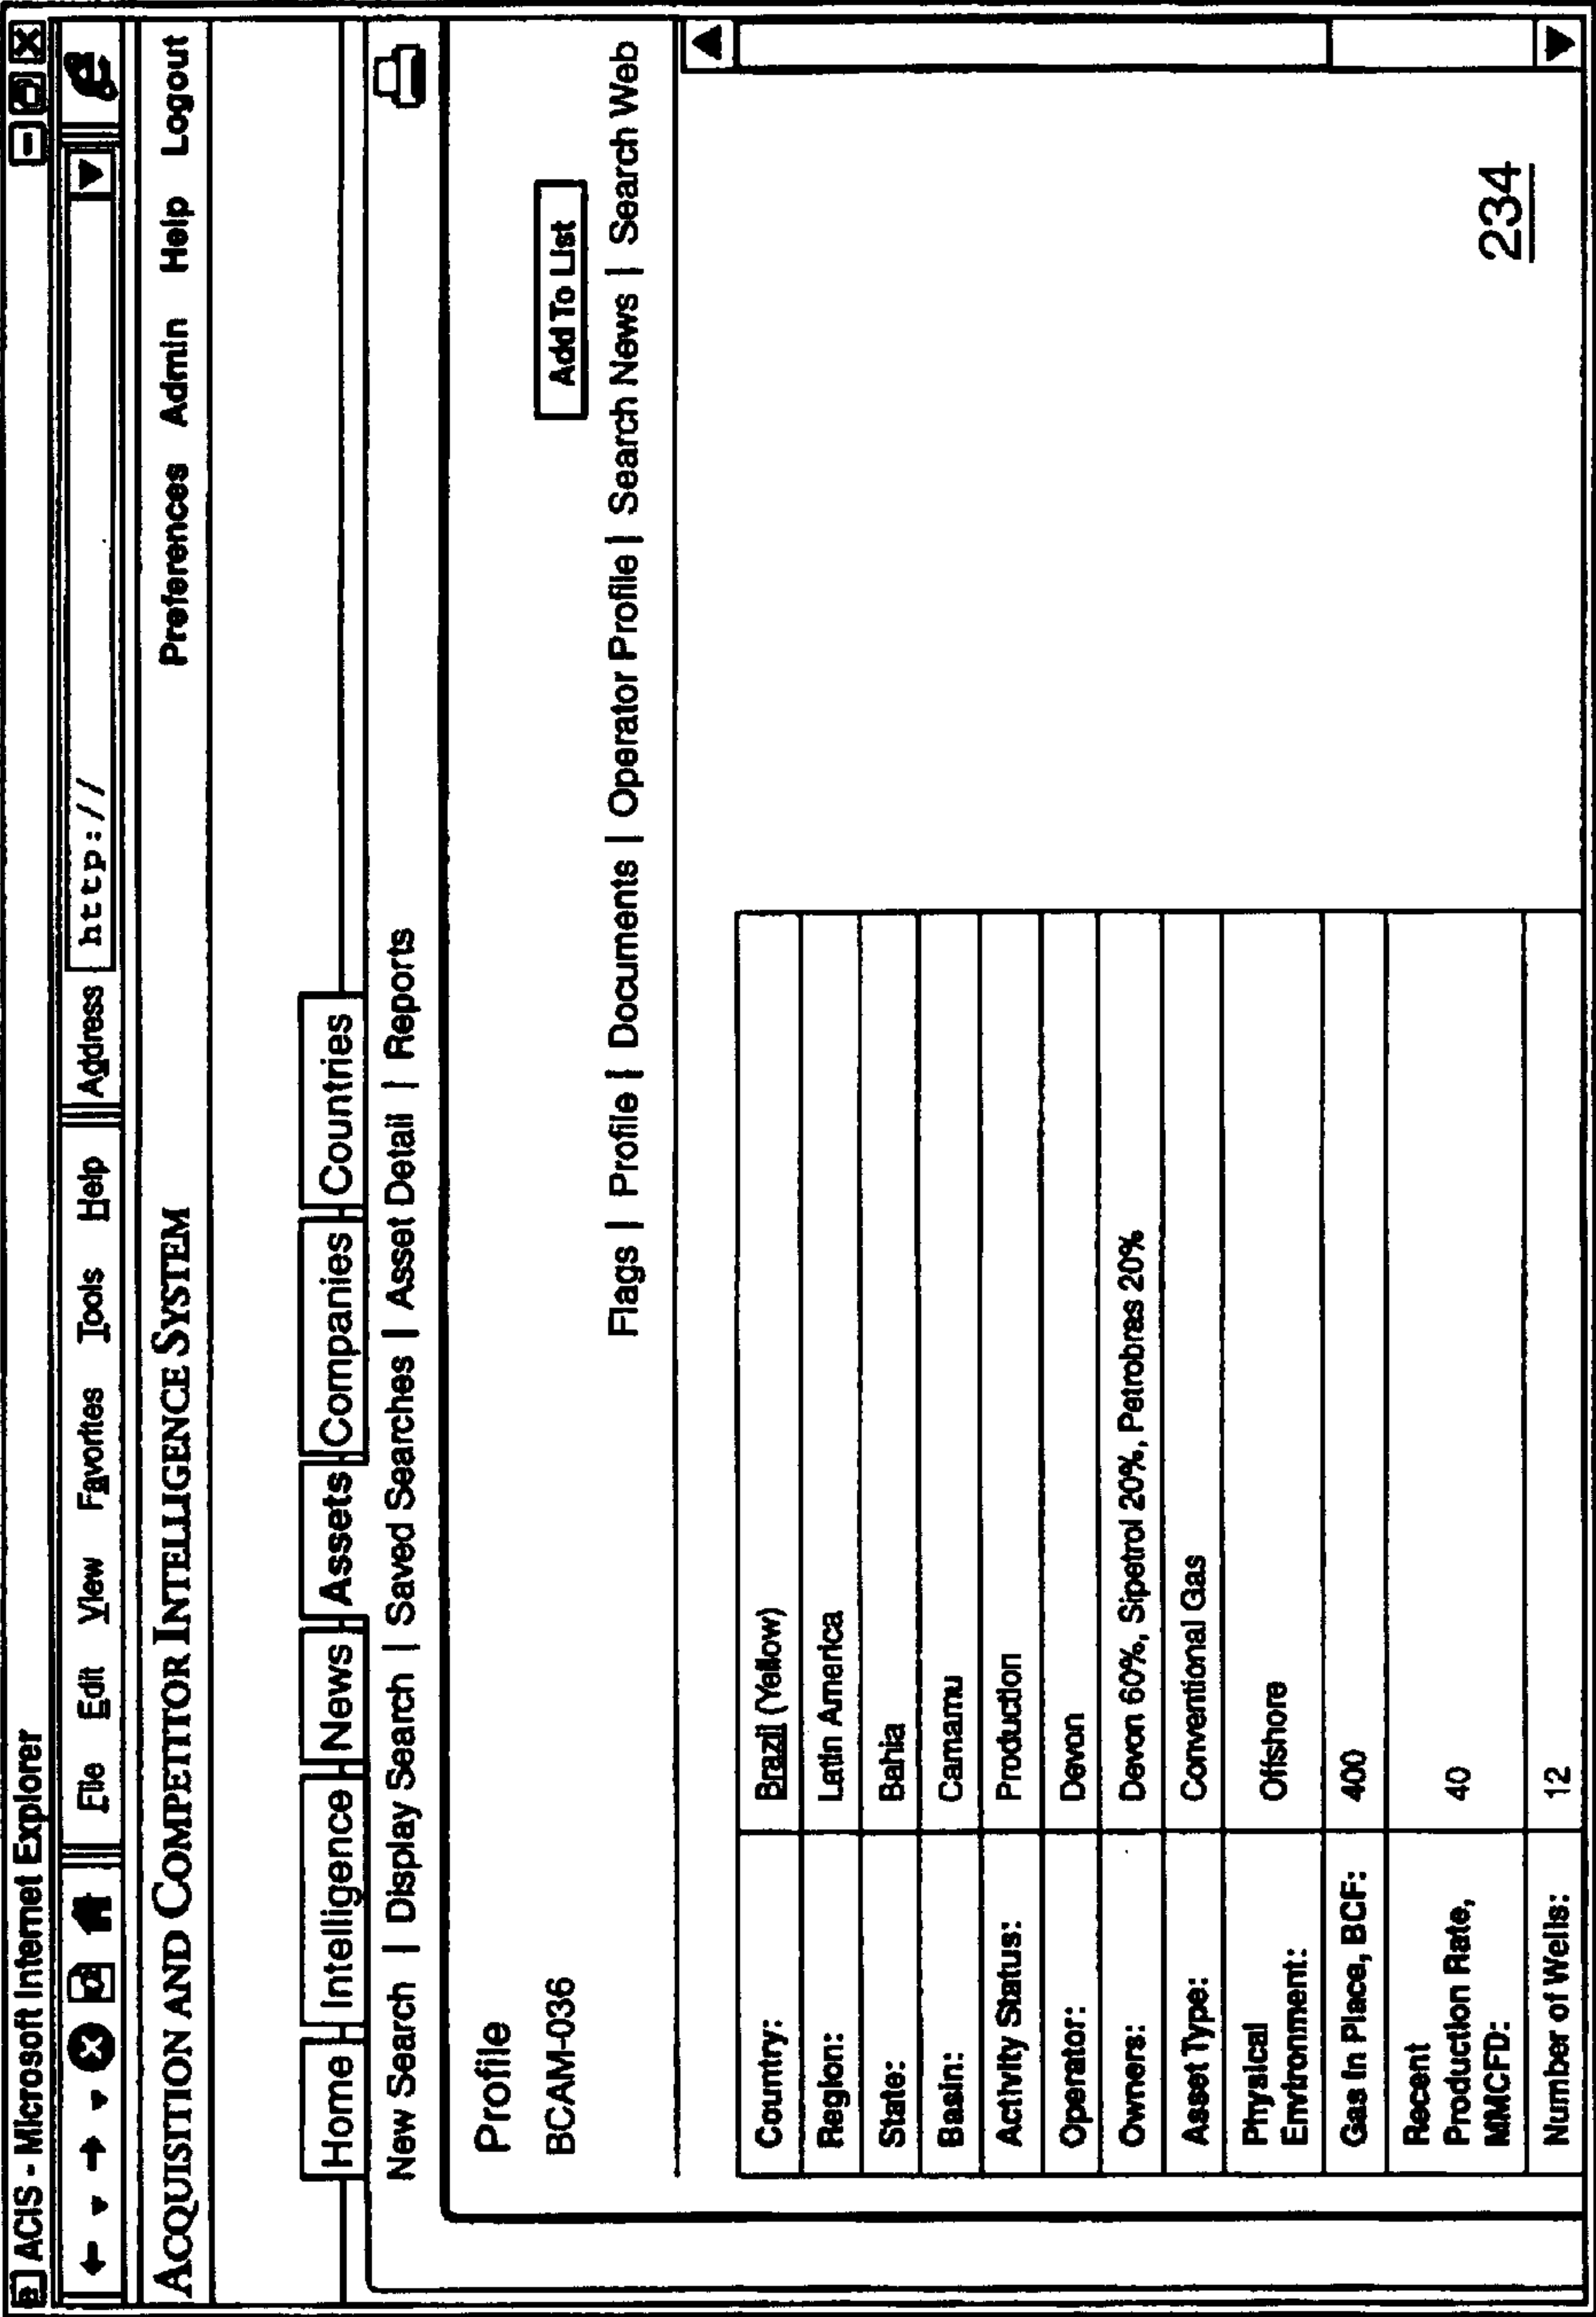 ACIS - Microsoft Internet Explorer
File Edit View Favorites Tools Help Address http://
ACQUISITION AND COMPETITOR INTELLIGENCE SYSTEM
Preferences Admin Help Logout
Home Intelligence News Assets Companies Countries
New Search | Display Search | Saved Searches | Asset Detail | Reports
Profile
BCAM-036
Add To List
Flags | Profile | Documents | Operator Profile | Search News | Search Web
Country: Brazil (Yellow)
Region: Latin America
State: Bahia
Basin: Camamu
Activity Status: Production
Operator: Devon
Owners: Devon 60%, Sipetrol 20%, Petrobras 20%
Asset Type: Conventional Gas
Physical
Environment: Offshore
Gas In Place, BCF: 400
Recent
Production Rate, 40
MMCFD:
Number of Wells: 12
234